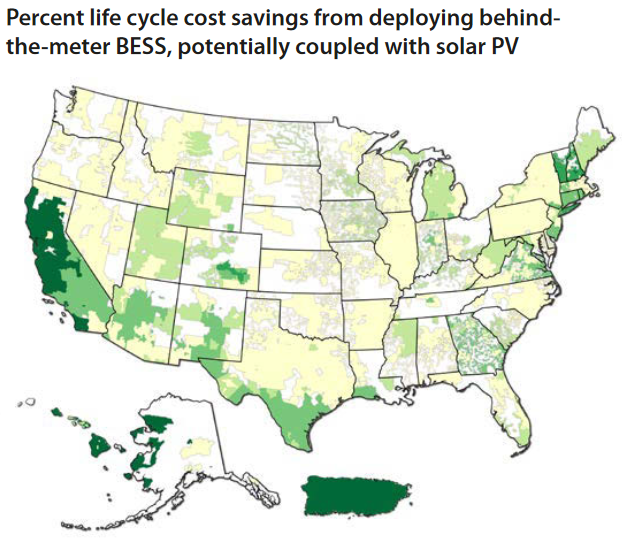 Percent life cycle cost savings from deploying behind-
the-meter BESS, potentially coupled with solar PV